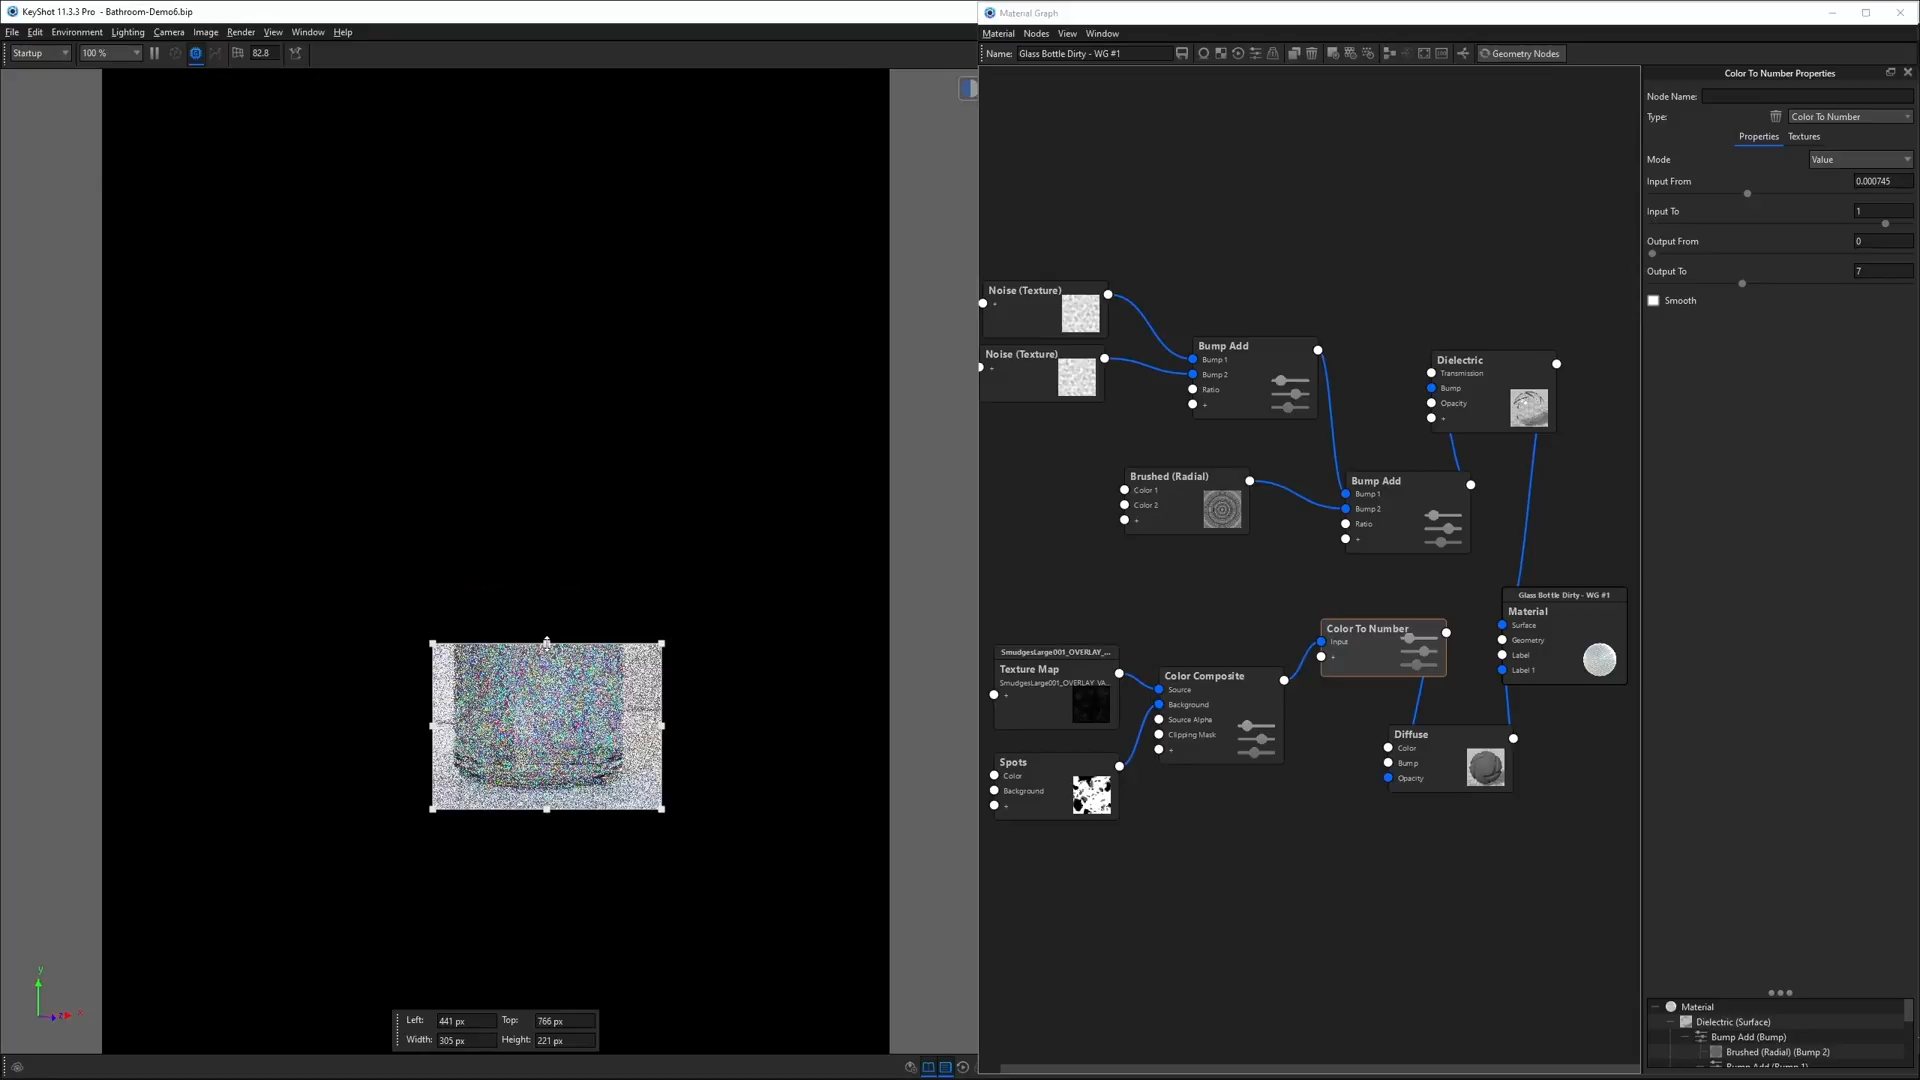 KeyShot 11.3.3 Pro - Bathroom-Demo6.bip
File Edit Environment Lighting Camera Image Render View Window Help
Startup 100 % 82.8
Left: 441 px Top: 766 px
Width: 305 px Height: 221 px
y
z x
Material Graph
Material Nodes View Window
Name: Glass Bottle Dirty - WG #1 Geometry Nodes
Noise (Texture)
+
Noise (Texture)
+
Bump Add
Bump 1
Bump 2
Ratio
+
Dielectric
Transmission
Bump
Opacity
+
Brushed (Radial)
Color 1
Color 2
+
Bump Add
Bump 1
Bump 2
Ratio
+
Glass Bottle Dirty - WG #1
Material
Surface
Geometry
Label
Label 1
Color To Number
Input
+
SmudgesLarge001_OVERLAY_...
Texture Map
SmudgesLarge001_OVERLAY_VA...
+
Color Composite
Source
Background
Source Alpha
Clipping Mask
+
Spots
Color
Background
+
Diffuse
Color
Bump
Opacity
Color To Number Properties
Node Name:
Type: Color To Number
Properties Textures
Mode Value
Input From 0.000745
Input To 1
Output From 0
Output To 7
Smooth
Material
Dielectric (Surface)
Bump Add (Bump)
Brushed (Radial) (Bump 2)
Bump Add (Bump 1)